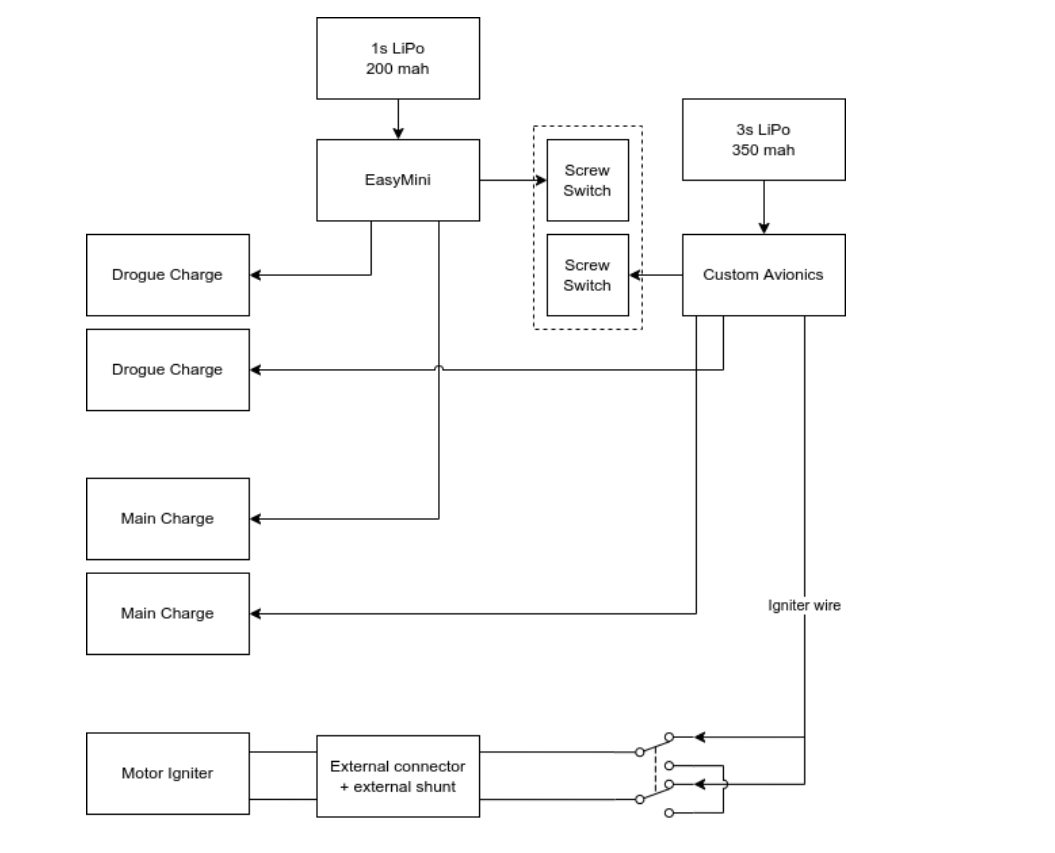 1s LiPo
200 mah
3s LiPo
350 mah
EasyMini
Screw
Switch
Drogue Charge
Screw
Switch
Custom Avionics
Drogue Charge
Main Charge
Main Charge
Igniter wire
Motor Igniter
External connector
+ external shunt